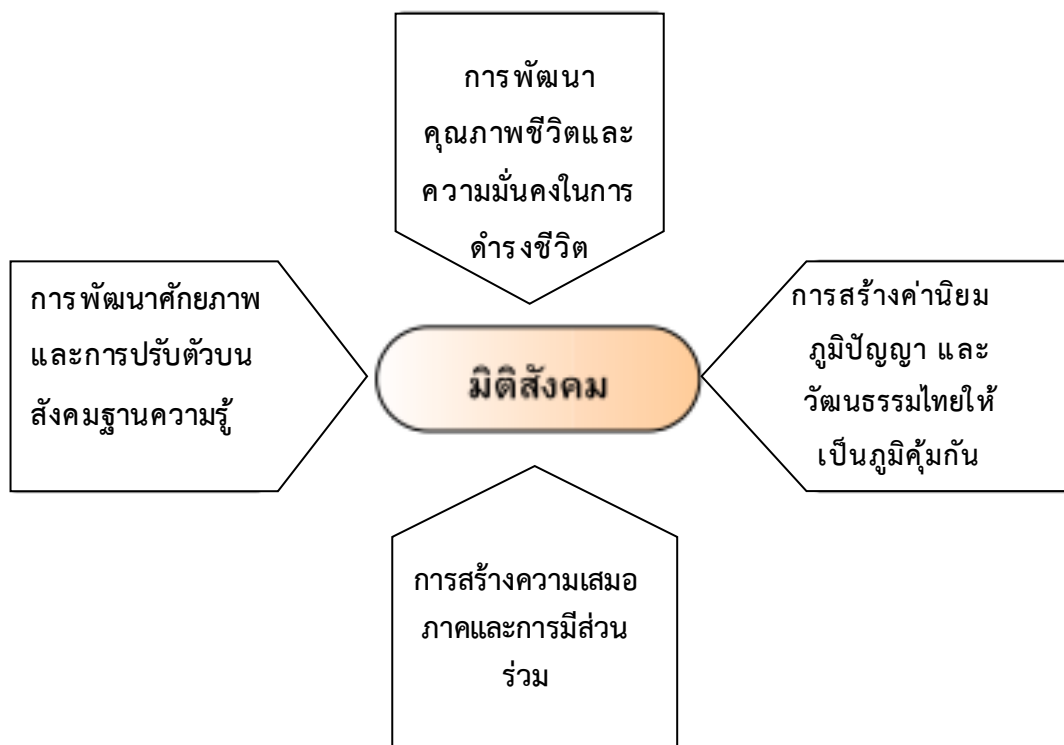 การพัฒนา
คุณภาพชีวิตและ
ความมั่นคงในการ
ดำรงชีวิต
การพัฒนาศักยภาพ
และการปรับตัวบน
สังคมฐานความรู้
มิติสังคม
การสร้างค่านิยม
ภูมิปัญญา และ
วัฒนธรรมไทยให้
เป็นภูมิคุ้มกัน
การสร้างความเสมอ
ภาคและการมีส่วน
ร่วม